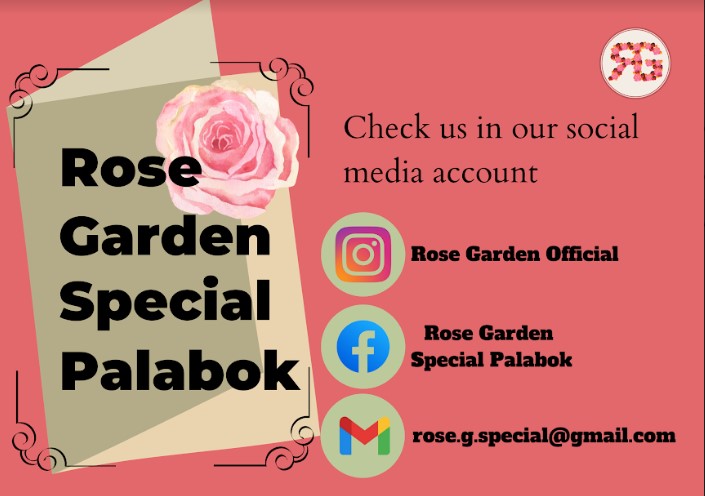 RG
Rose
Garden
Special
Palabok
Check us in our social
media account
Rose Garden Official
Rose Garden
Special Palabok
rose.g.special@gmail.com